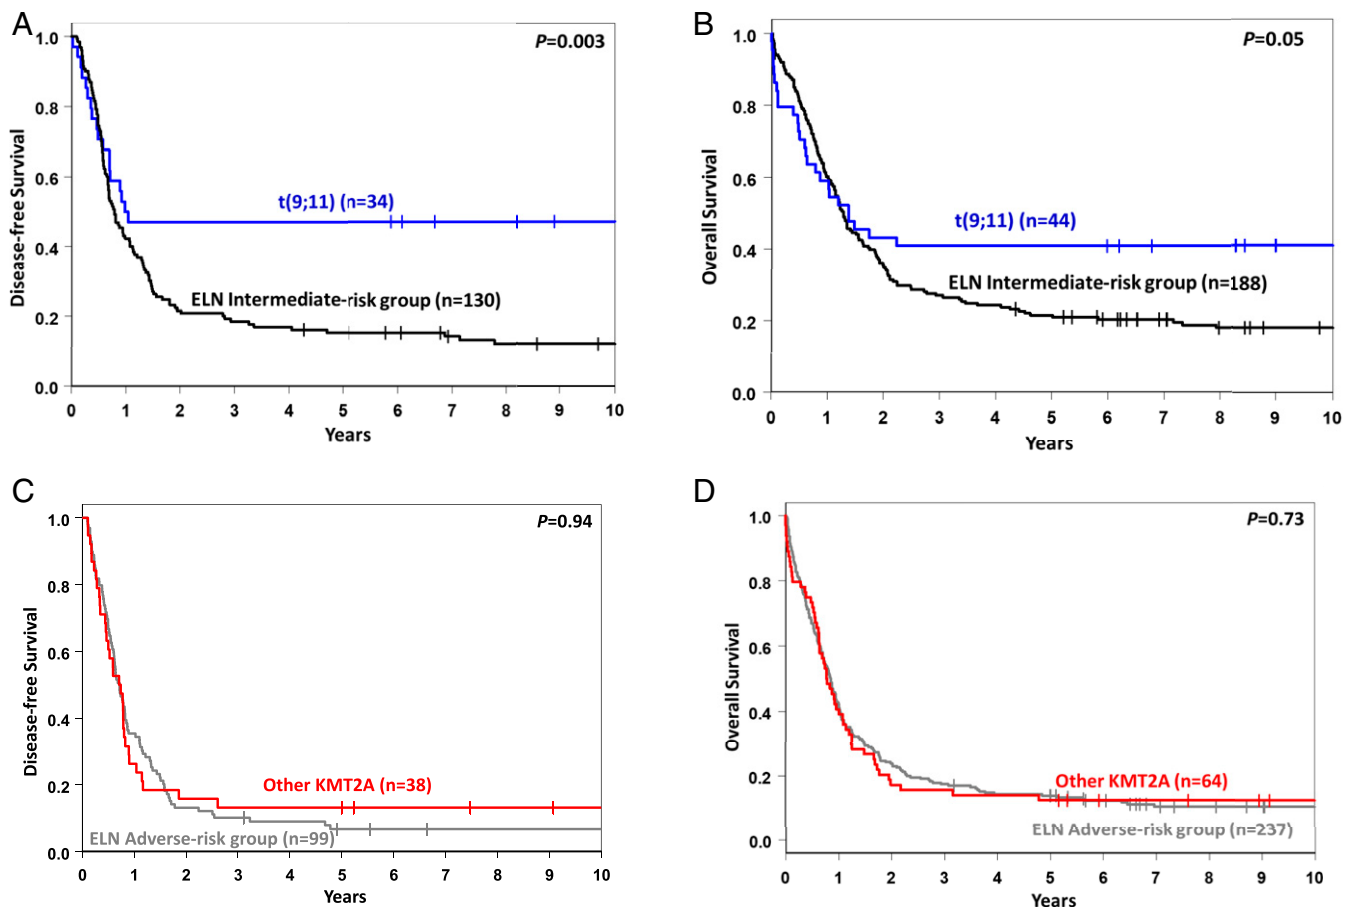 A
Disease-free Survival
1.0
0.8
0.6
0.4
0.2
0.0
P=0.003
t(9;11) (n=34)
ELN Intermediate-risk group (n=130)
0 1 2 3 4 5 6 7 8 9 10
Years
B
Overall Survival
1.0
0.8
0.6
0.4
0.2
0.0
P=0.05
t(9;11) (n=44)
ELN Intermediate-risk group (n=188)
0 1 2 3 4 5 6 7 8 9 10
Years
C
Disease-free Survival
1.0
0.8
0.6
0.4
0.2
0.0
P=0.94
Other KMT2A (n=38)
ELN Adverse-risk group (n=99)
0 1 2 3 4 5 6 7 8 9 10
Years
D
Overall Survival
1.0
0.8
0.6
0.4
0.2
0.0
P=0.73
Other KMT2A (n=64)
ELN Adverse-risk group (n=237)
0 1 2 3 4 5 6 7 8 9 10
Years